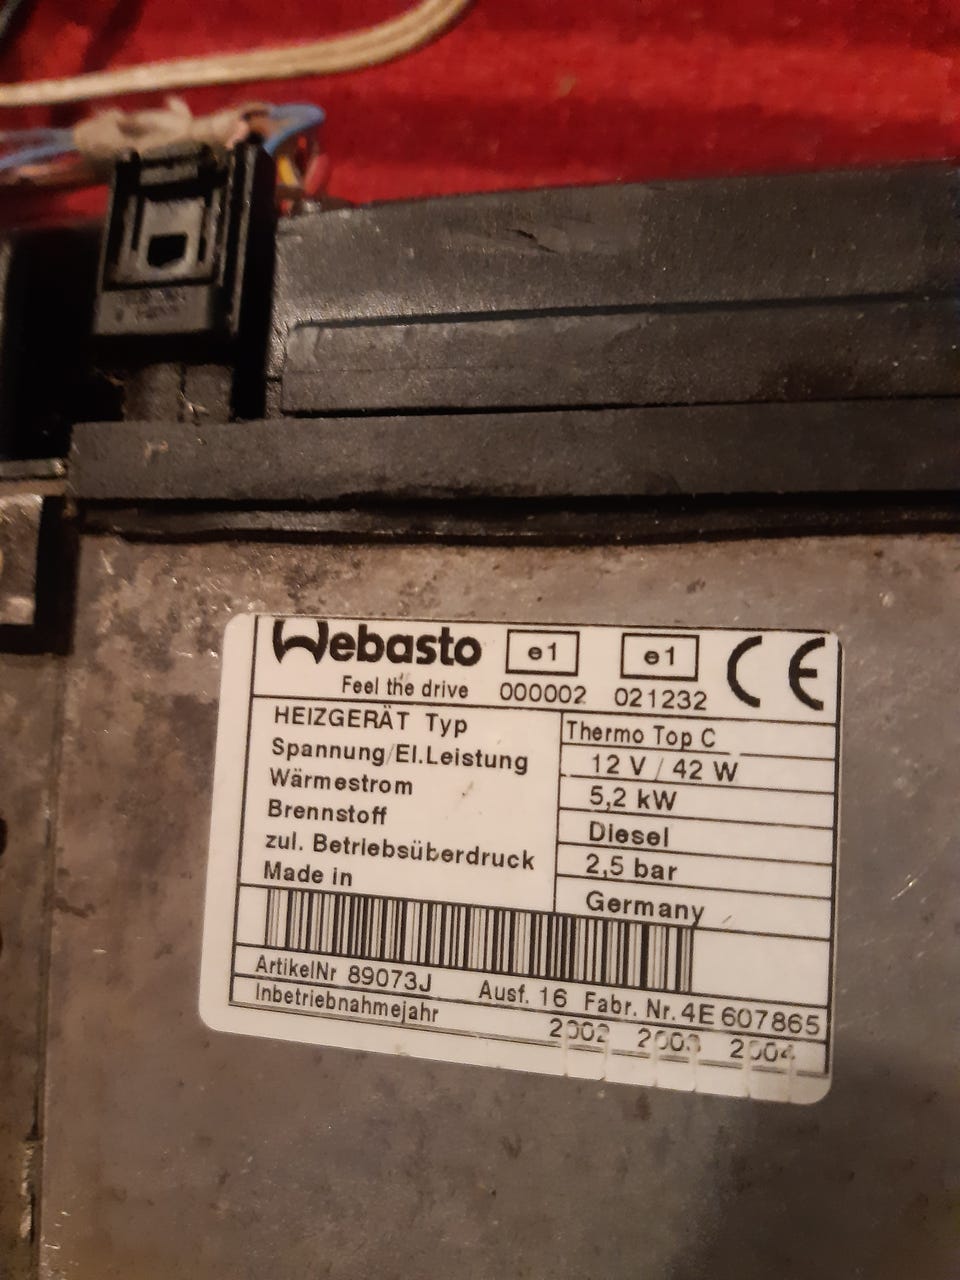 Webasto e1 e1 CE
Feel the drive 000002 021232
HEIZGERÄT Typ Thermo Top C
Spannung/El.Leistung 12 V / 42 W
Wärmestrom 5,2 kW
Brennstoff Diesel
zul. Betriebsüberdruck 2,5 bar
Made in Germany
ArtikelNr 89073J Ausf. 16 Fabr. Nr. 4E 607865
Inbetriebnahmejahr 2002 2003 2004